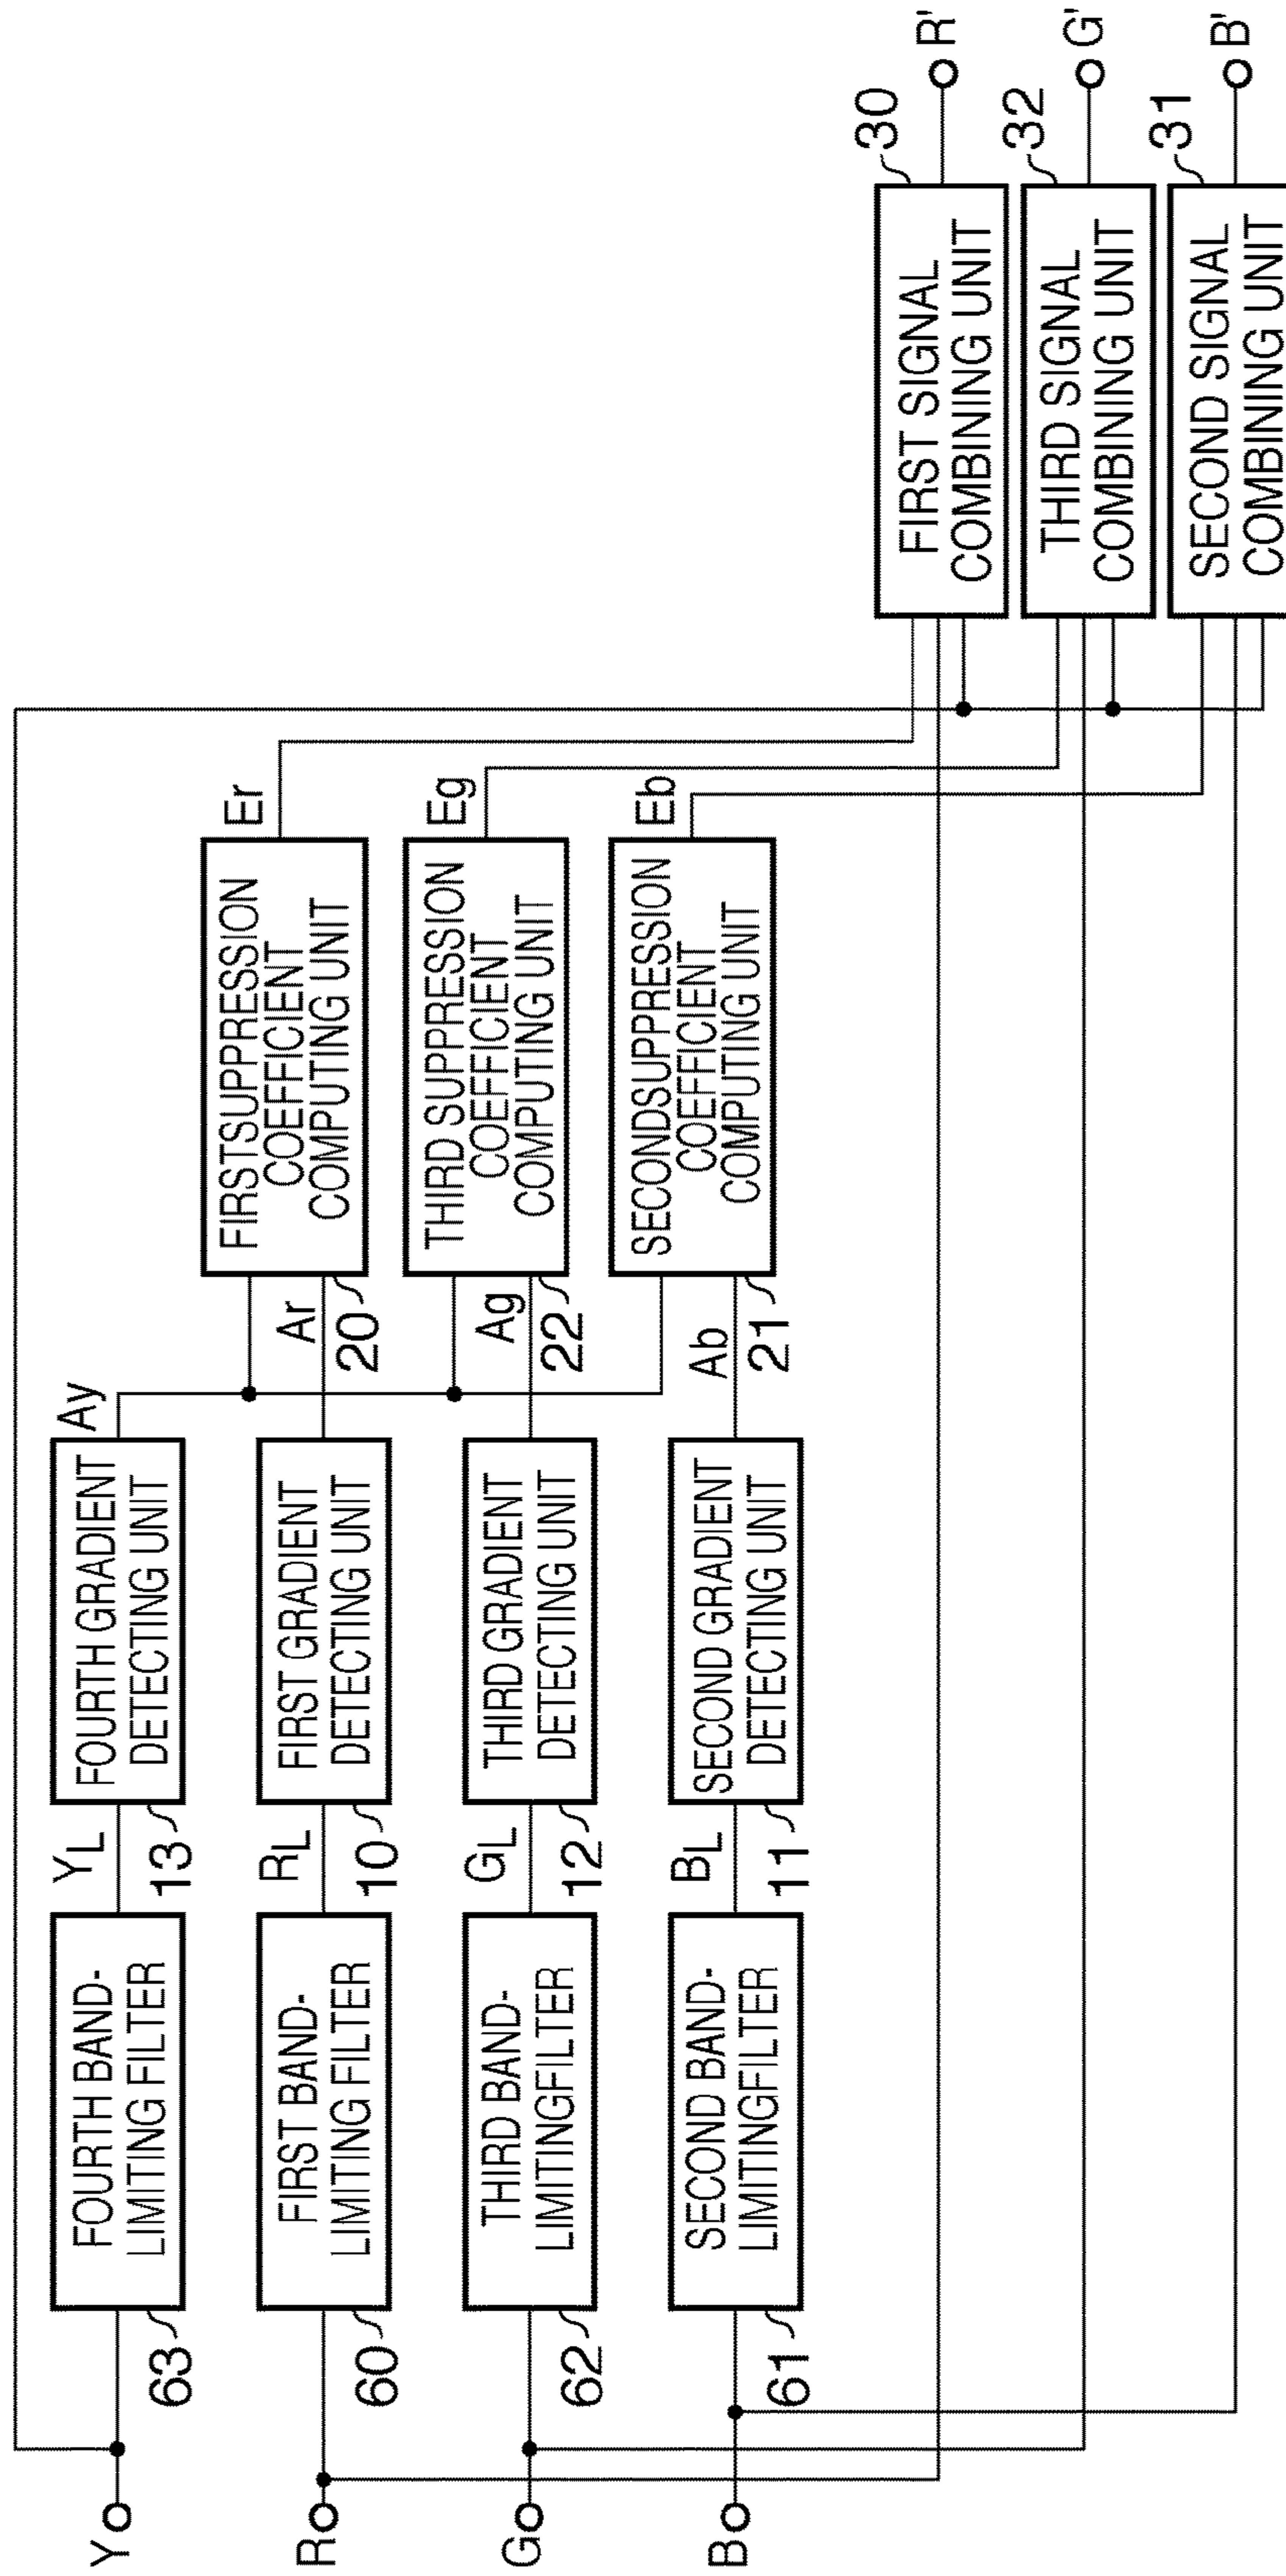 Y
63
FOURTH BAND-
LIMITING FILTER
YL
13
FOURTH GRADIENT
DETECTING UNIT
Ay
R
60
FIRST BAND-
LIMITING FILTER
RL
10
FIRST GRADIENT
DETECTING UNIT
Ar
20
FIRSTSUPPRESSION
COEFFICIENT
COMPUTING UNIT
Er
G
62
THIRD BAND-
LIMITINGFILTER
GL
12
THIRD GRADIENT
DETECTING UNIT
Ag
22
THIRD SUPPRESSION
COEFFICIENT
COMPUTING UNIT
Eg
B
61
SECOND BAND-
LIMITINGFILTER
BL
11
SECOND GRADIENT
DETECTING UNIT
Ab
21
SECONDSUPPRESSION
COEFFICIENT
COMPUTING UNIT
Eb
30
FIRST SIGNAL
COMBINING UNIT
R'
32
THIRD SIGNAL
COMBINING UNIT
G'
31
SECOND SIGNAL
COMBINING UNIT
B'